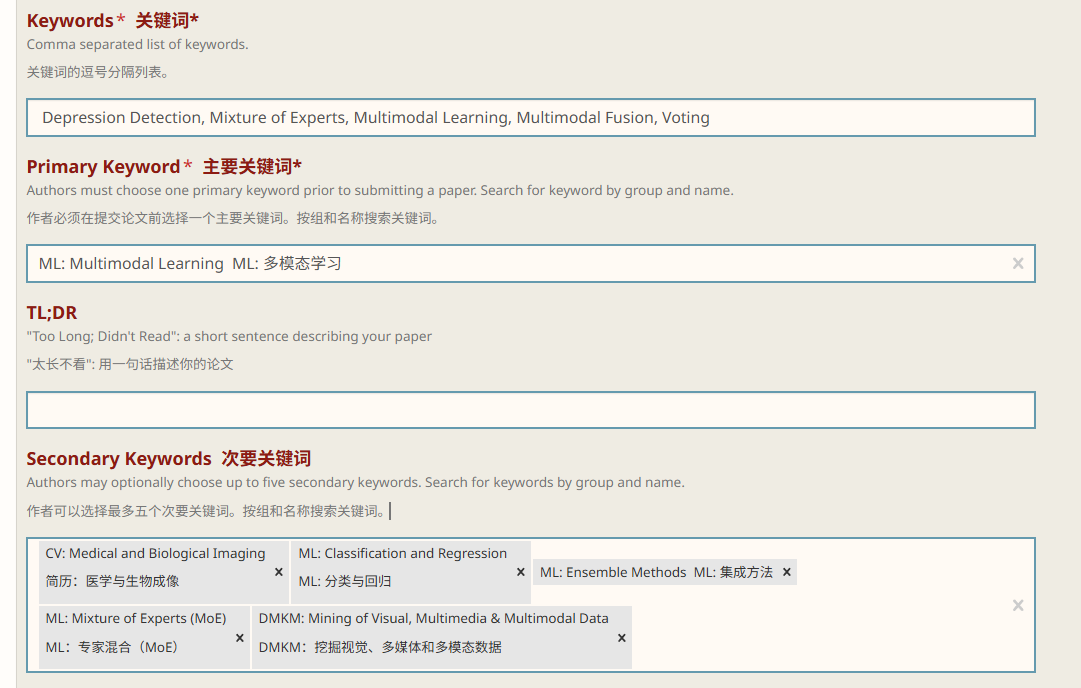 Keywords* 关键词*
Comma separated list of keywords.
关键词的逗号分隔列表。
Depression Detection, Mixture of Experts, Multimodal Learning, Multimodal Fusion, Voting
Primary Keyword* 主要关键词*
Authors must choose one primary keyword prior to submitting a paper. Search for keyword by group and name.
作者必须在提交论文前选择一个主要关键词。按组和名称搜索关键词。
ML: Multimodal Learning ML: 多模态学习
TL;DR
"Too Long; Didn't Read": a short sentence describing your paper
"太长不看": 用一句话描述你的论文
Secondary Keywords 次要关键词
Authors may optionally choose up to five secondary keywords. Search for keywords by group and name.
作者可以选择最多五个次要关键词。按组和名称搜索关键词。
CV: Medical and Biological Imaging
简历：医学与生物成像
ML: Classification and Regression
ML: 分类与回归
ML: Ensemble Methods ML: 集成方法
ML: Mixture of Experts (MoE)
ML：专家混合（MoE）
DMKM: Mining of Visual, Multimedia & Multimodal Data
DMKM：挖掘视觉、多媒体和多模态数据